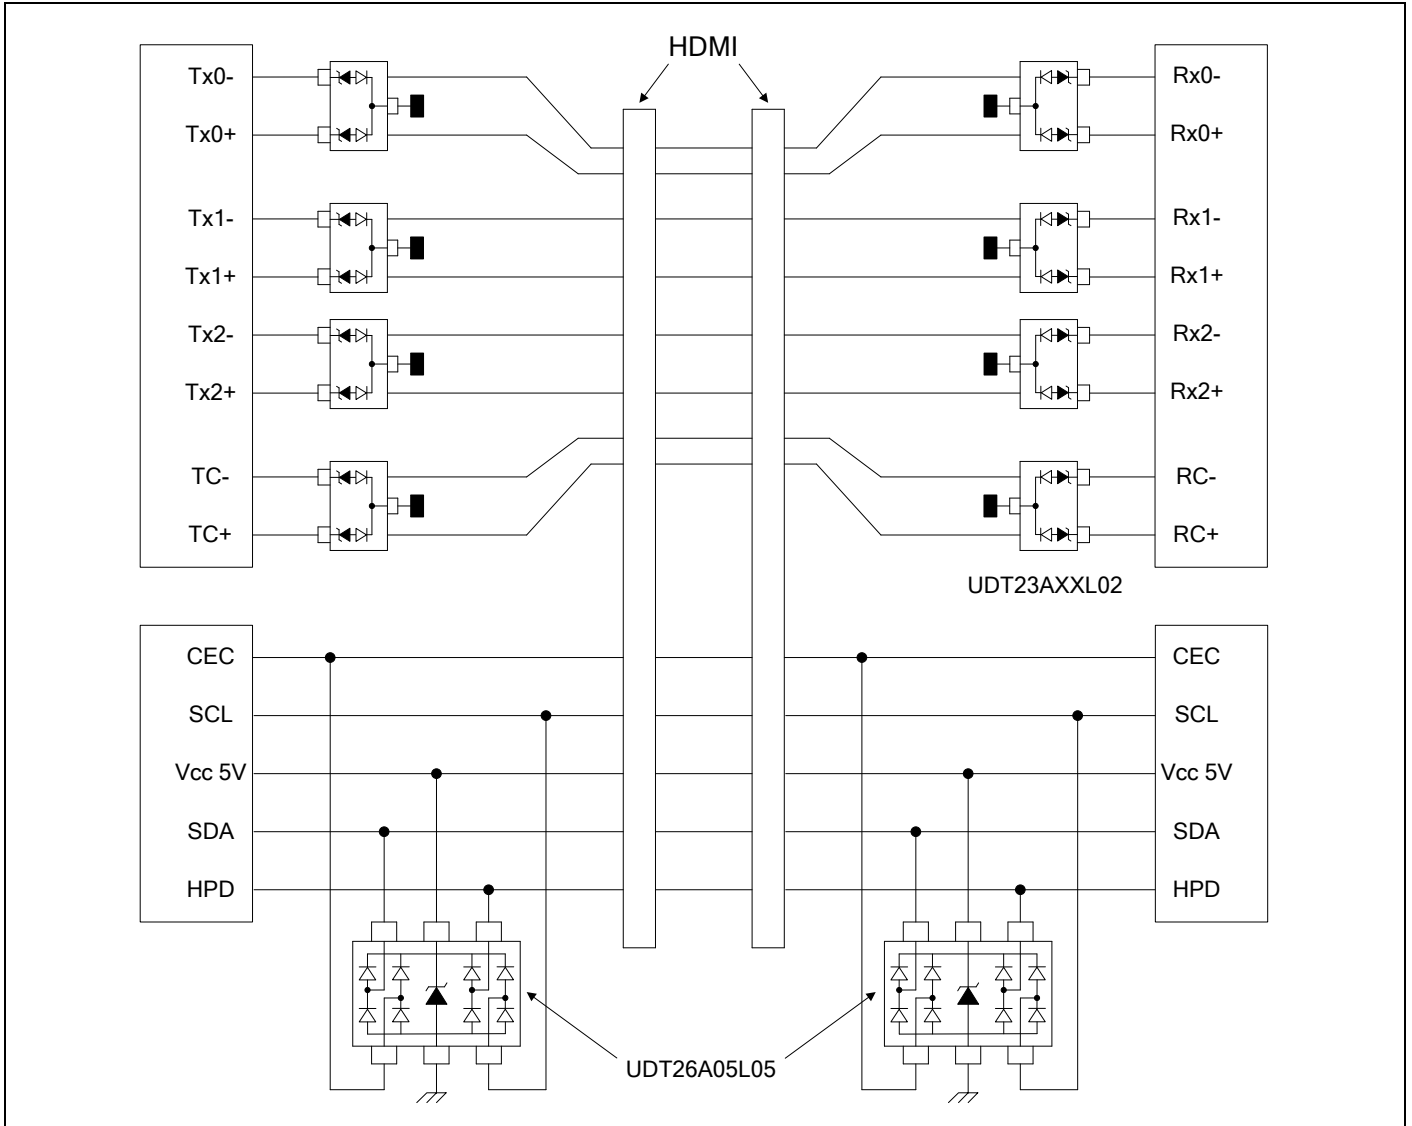 HDMI
Tx0-
Rx0-
Tx0+
Rx0+
Tx1-
Rx1-
Tx1+
Rx1+
Tx2-
Rx2-
Tx2+
Rx2+
TC-
RC-
TC+
RC+
UDT23AXXL02
CEC
CEC
SCL
SCL
Vcc 5V
Vcc 5V
SDA
SDA
HPD
HPD
UDT26A05L05